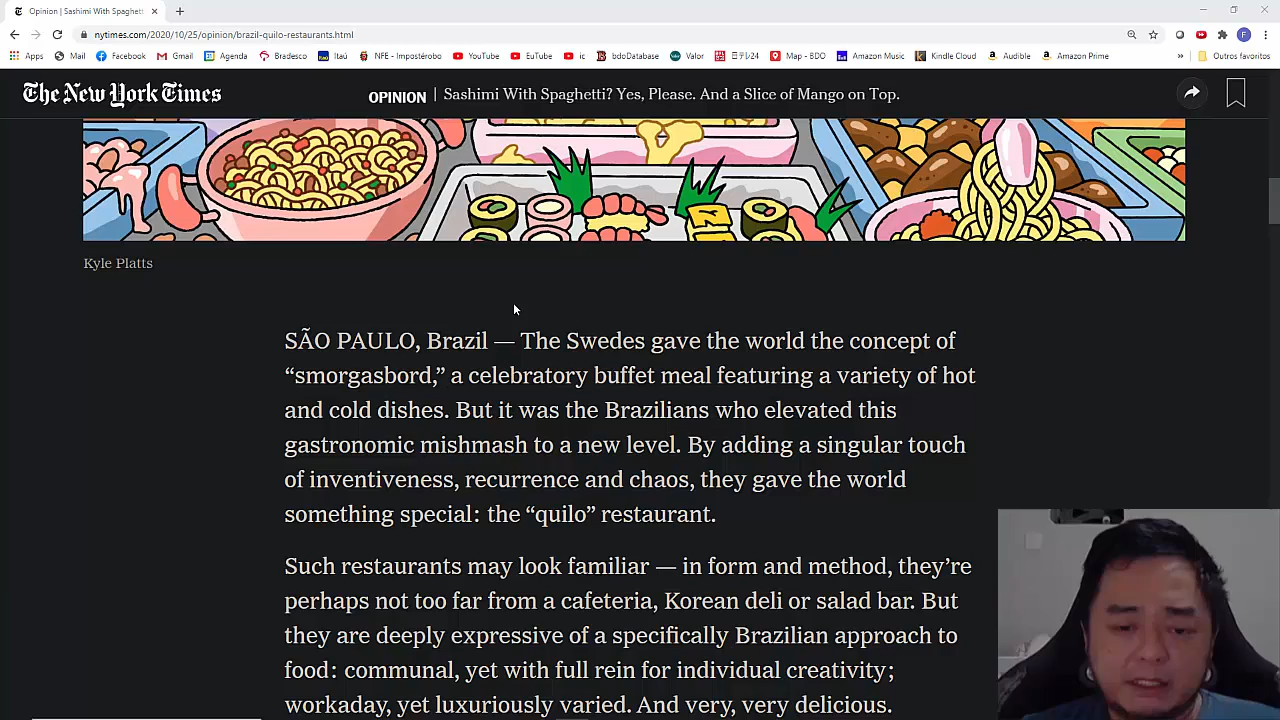 Opinion | Sashimi With Spaghett
nytimes.com/2020/10/25/opinion/brazil-quilo-restaurants.html
F
Apps Mail Facebook Gmail Agenda Bradesco Itaú NFE - Impostérobo YouTube EuTube ic bdoDatabase Valor Map - BDO Amazon Music Kindle Cloud Audible Amazon Prime » Outros favoritos
The New York Times OPINION | Sashimi With Spaghetti? Yes, Please. And a Slice of Mango on Top.
Kyle Platts
SÃO PAULO, Brazil — The Swedes gave the world the concept of
“smorgasbord,” a celebratory buffet meal featuring a variety of hot
and cold dishes. But it was the Brazilians who elevated this
gastronomic mishmash to a new level. By adding a singular touch
of inventiveness, recurrence and chaos, they gave the world
something special: the “quilo” restaurant.
Such restaurants may look familiar — in form and method, they’re
perhaps not too far from a cafeteria, Korean deli or salad bar. But
they are deeply expressive of a specifically Brazilian approach to
food: communal, yet with full rein for individual creativity;
workaday, yet luxuriously varied. And very, very delicious.